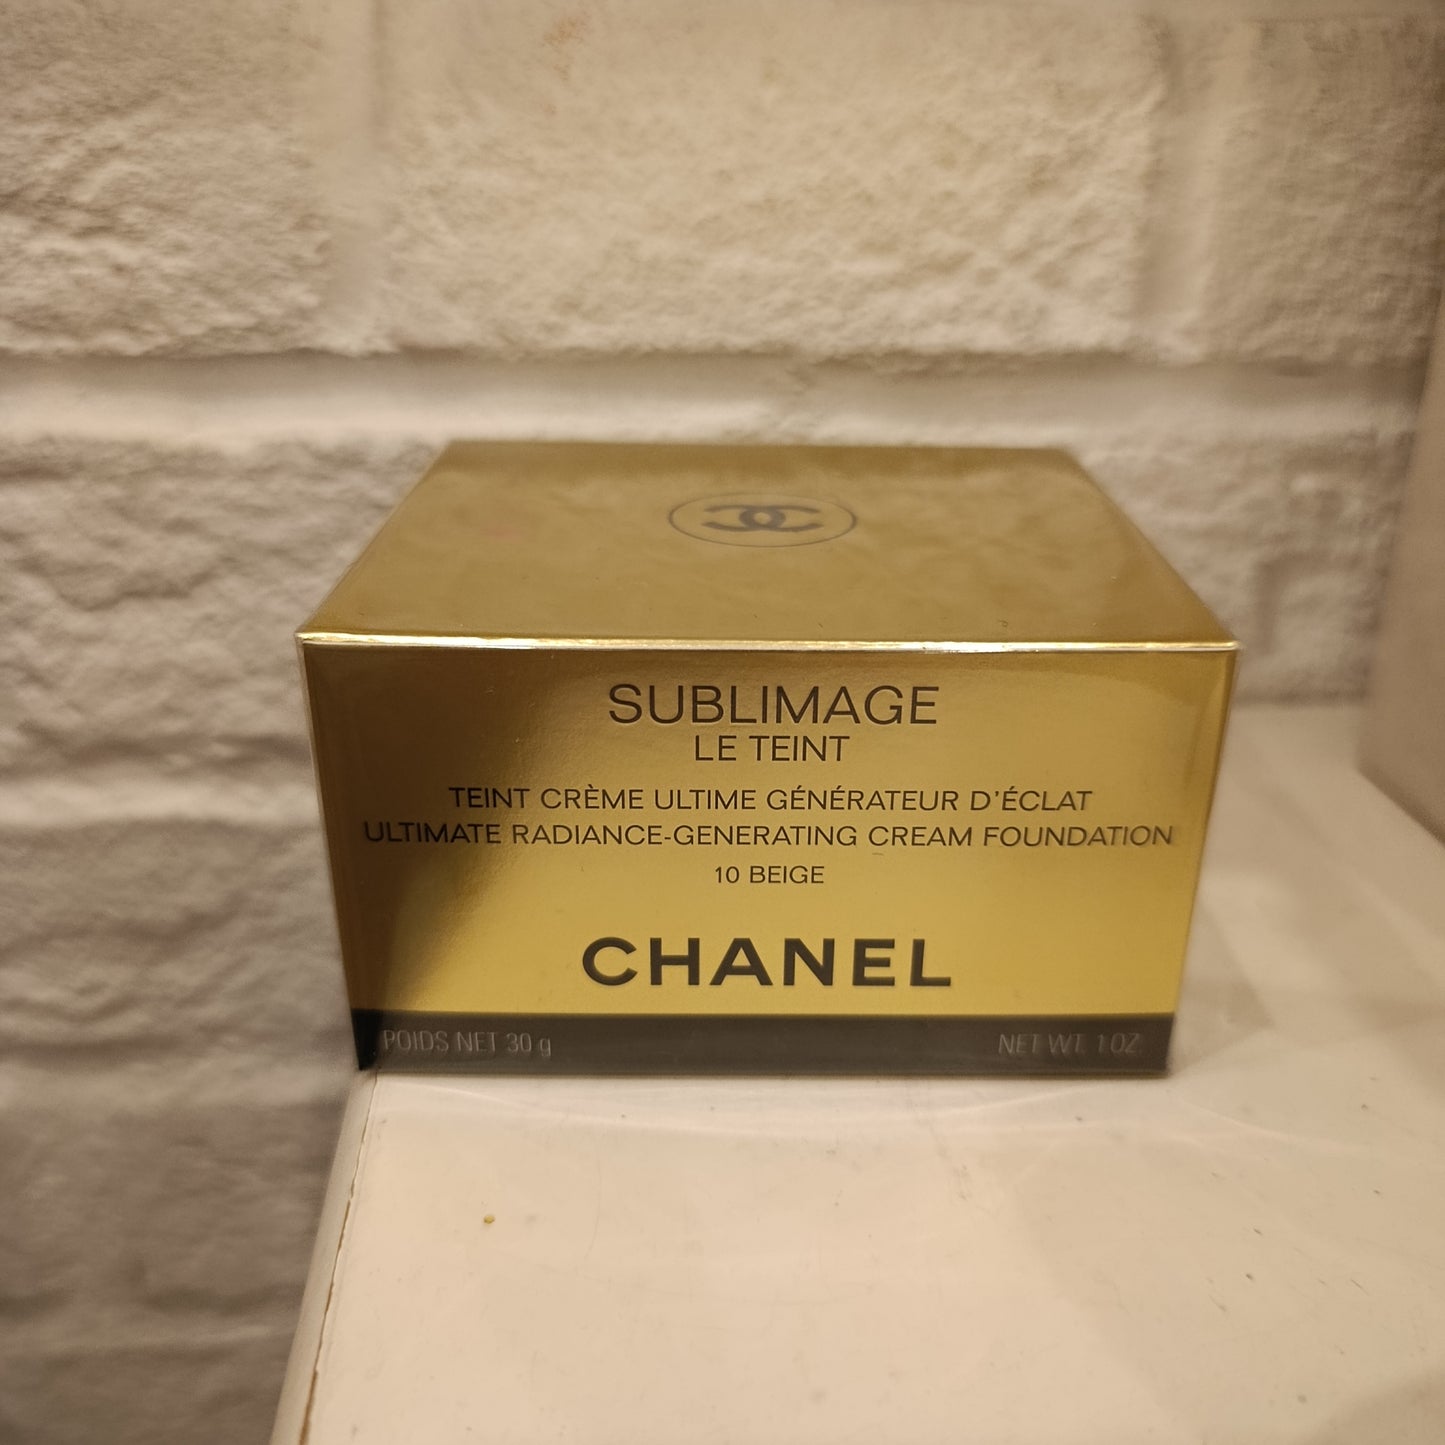 SUBLIMAGE
LE TEINT
TEINT CRÈME ULTIME GÉNÉRATEUR D'ÉCLAT
ULTIMATE RADIANCE-GENERATING CREAM FOUNDATION
10 BEIGE
CHANEL
POIDS NET 30 g NET WT. 1 OZ.